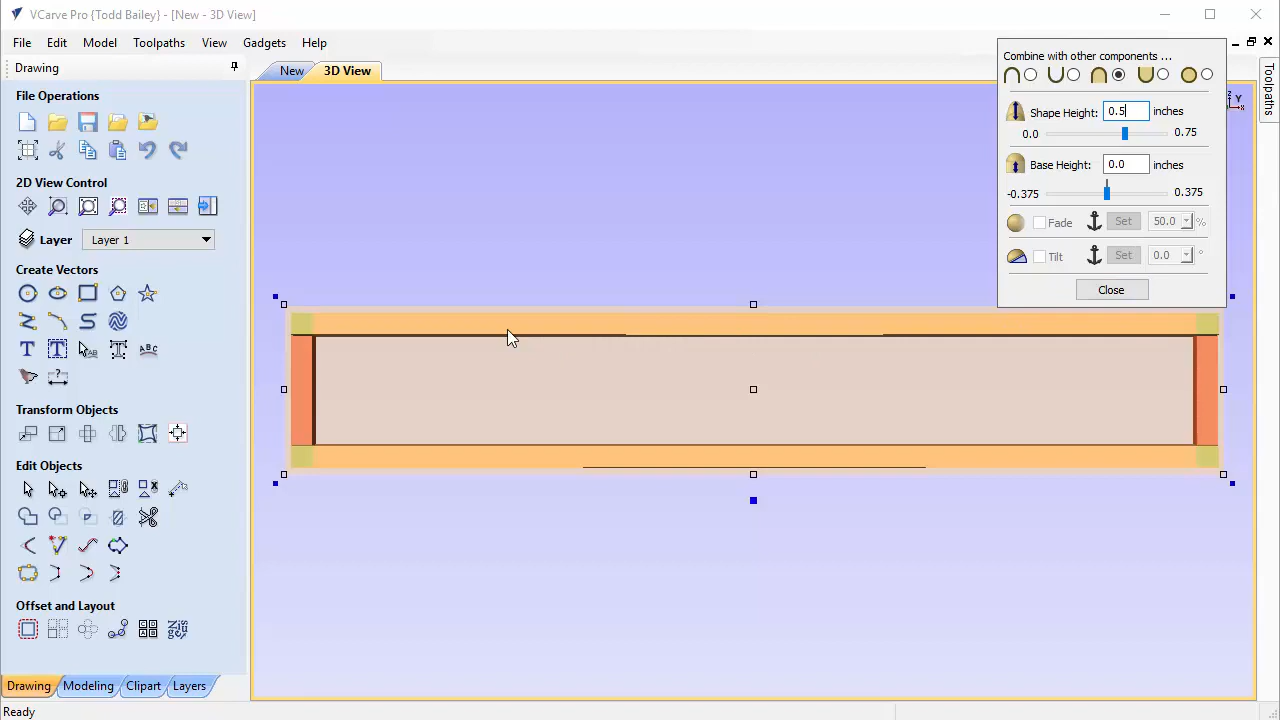 VCarve Pro {Todd Bailey} - [New - 3D View]
File Edit Model Toolpaths View Gadgets Help
Drawing
New 3D View
Combine with other components ...
File Operations
Shape Height: 0.5 inches
0.0 0.75
2D View Control
Base Height: 0.0 inches
-0.375 0.375
Layer Layer 1
Fade Set 50.0 %
Tilt Set 0.0 °
Close
Create Vectors
Transform Objects
Edit Objects
Offset and Layout
Drawing Modeling Clipart Layers
Ready
Toolpaths